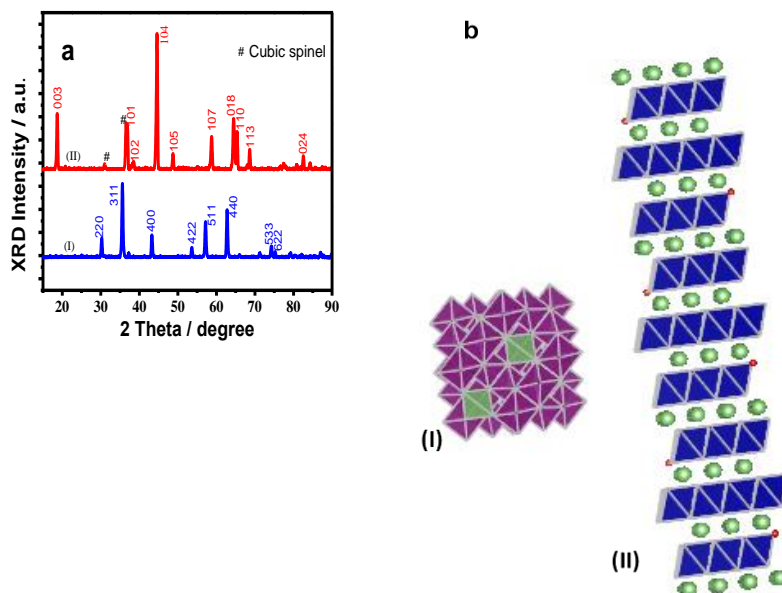 a
# Cubic spinel
003
#
#
101
102
104
105
107
018
110
113
024
(II)
220
311
400
422
511
440
533
622
(I)
XRD Intensity / a.u.
20 30 40 50 60 70 80 90
2 Theta / degree
b
(I)
(II)